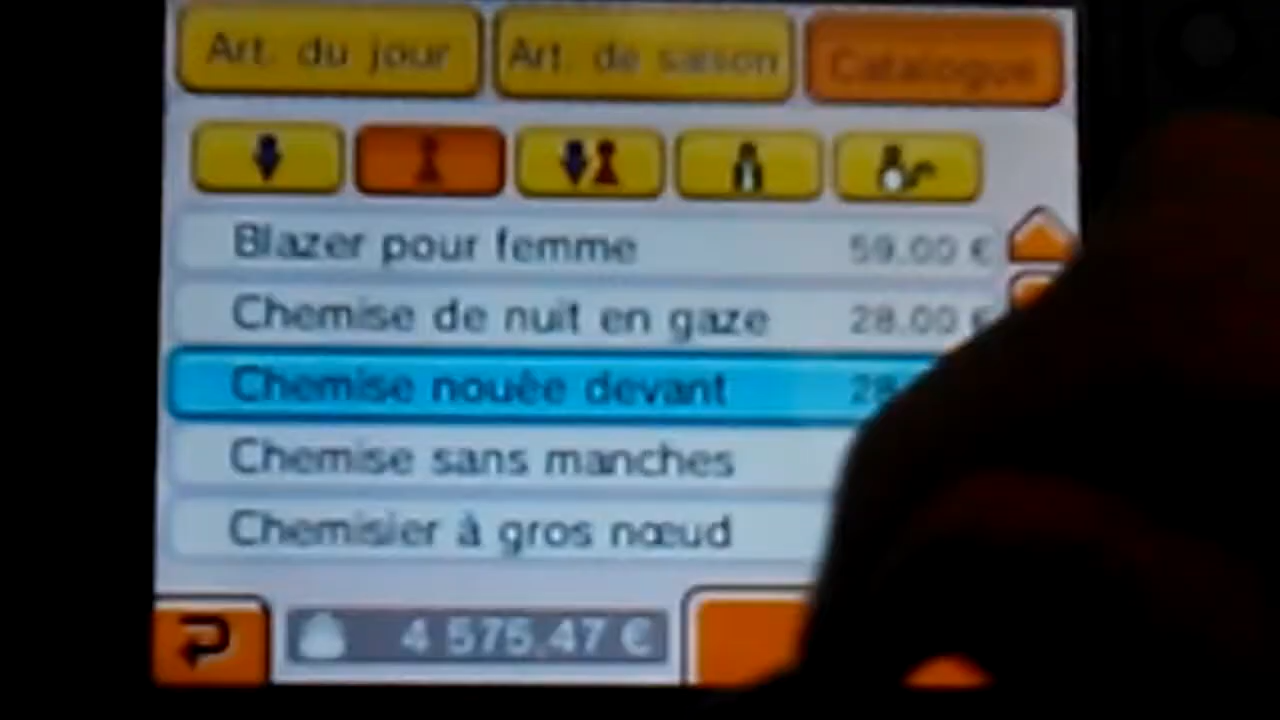 Art. du jour Art. de saison Catalogue
Blazer pour femme 59.00 €
Chemise de nuit en gaze 28.00 €
Chemise nouée devant
Chemise sans manches
Chemisier à gros nœud
4 575,47 €